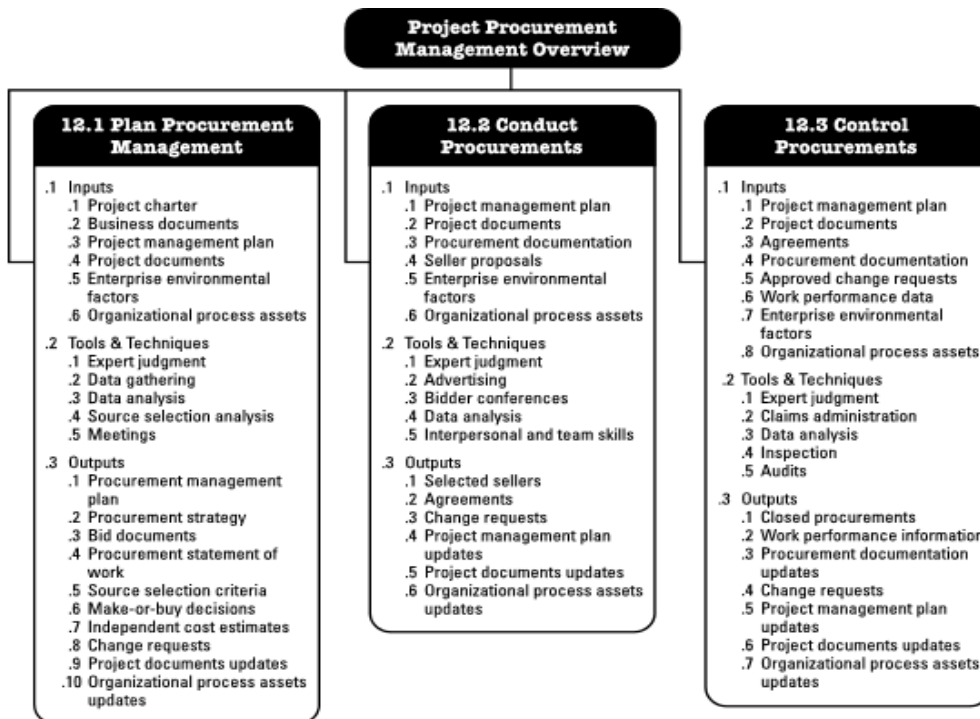 Project Procurement
Management Overview
12.1 Plan Procurement
Management
.1 Inputs
.1 Project charter
.2 Business documents
.3 Project management plan
.4 Project documents
.5 Enterprise environmental
factors
.6 Organizational process assets
.2 Tools & Techniques
.1 Expert judgment
.2 Data gathering
.3 Data analysis
.4 Source selection analysis
.5 Meetings
.3 Outputs
.1 Procurement management
plan
.2 Procurement strategy
.3 Bid documents
.4 Procurement statement of
work
.5 Source selection criteria
.6 Make-or-buy decisions
.7 Independent cost estimates
.8 Change requests
.9 Project documents updates
.10 Organizational process assets
updates
12.2 Conduct
Procurements
.1 Inputs
.1 Project management plan
.2 Project documents
.3 Procurement documentation
.4 Seller proposals
.5 Enterprise environmental
factors
.6 Organizational process assets
.2 Tools & Techniques
.1 Expert judgment
.2 Advertising
.3 Bidder conferences
.4 Data analysis
.5 Interpersonal and team skills
.3 Outputs
.1 Selected sellers
.2 Agreements
.3 Change requests
.4 Project management plan
updates
.5 Project documents updates
.6 Organizational process assets
updates
12.3 Control
Procurements
.1 Inputs
.1 Project management plan
.2 Project documents
.3 Agreements
.4 Procurement documentation
.5 Approved change requests
.6 Work performance data
.7 Enterprise environmental
factors
.8 Organizational process assets
.2 Tools & Techniques
.1 Expert judgment
.2 Claims administration
.3 Data analysis
.4 Inspection
.5 Audits
.3 Outputs
.1 Closed procurements
.2 Work performance information
.3 Procurement documentation
updates
.4 Change requests
.5 Project management plan
updates
.6 Project documents updates
.7 Organizational process assets
updates